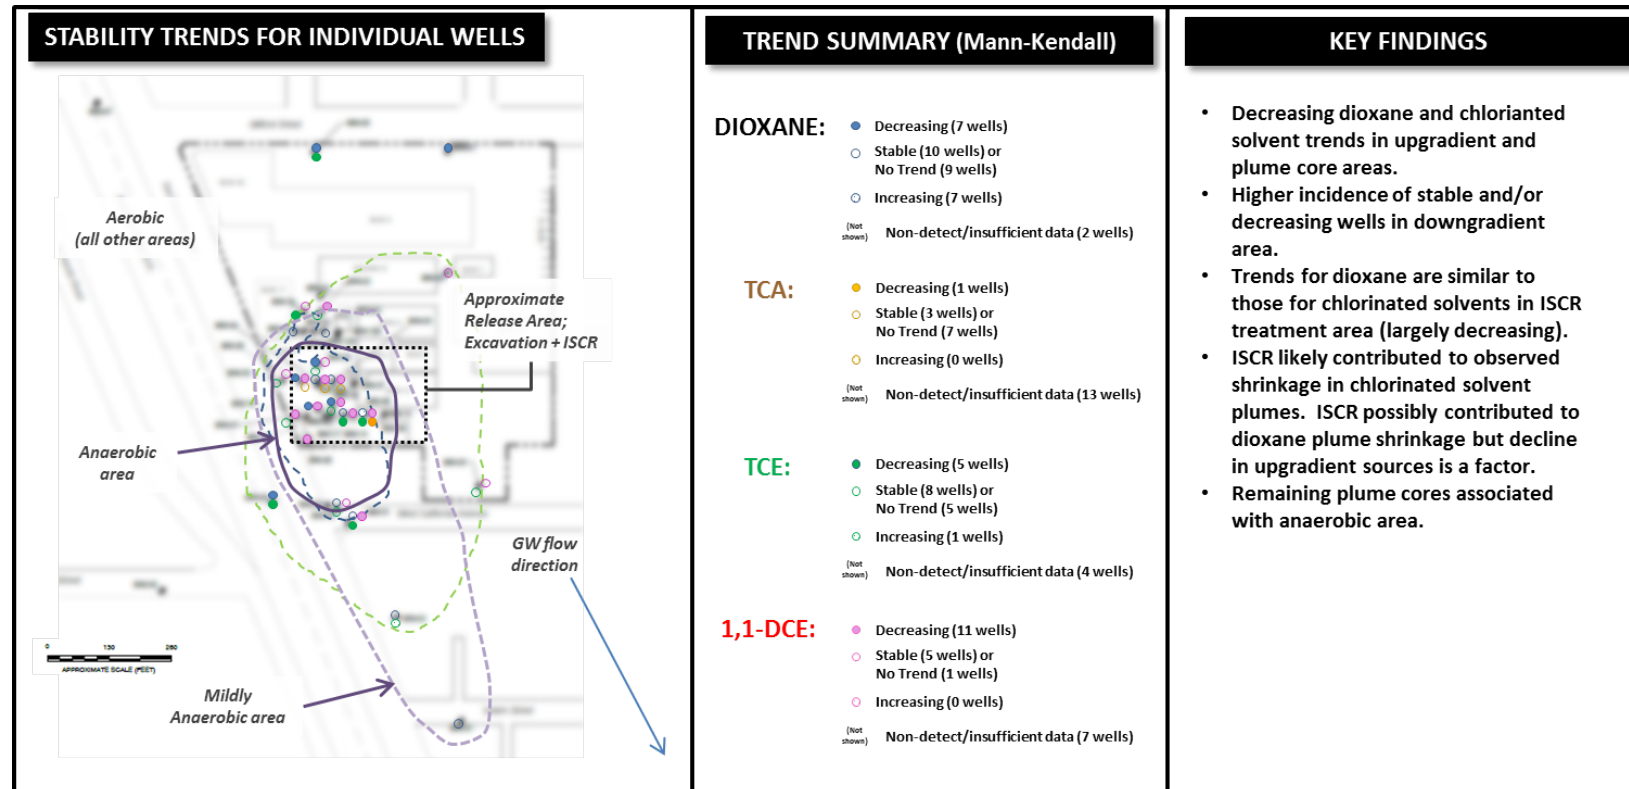 STABILITY TRENDS FOR INDIVIDUAL WELLS
Aerobic
(all other areas)
Approximate
Release Area;
Excavation + ISCR
Anaerobic
area
GW flow
direction
Mildly
Anaerobic area
0 130 260
APPROXIMATE SCALE (FEET)
TREND SUMMARY (Mann-Kendall)
DIOXANE:
Decreasing (7 wells)
Stable (10 wells) or
No Trend (9 wells)
Increasing (7 wells)
(Not
shown)
Non-detect/insufficient data (2 wells)
TCA:
Decreasing (1 wells)
Stable (3 wells) or
No Trend (7 wells)
Increasing (0 wells)
(Not
shown)
Non-detect/insufficient data (13 wells)
TCE:
Decreasing (5 wells)
Stable (8 wells) or
No Trend (5 wells)
Increasing (1 wells)
(Not
shown)
Non-detect/insufficient data (4 wells)
1,1-DCE:
Decreasing (11 wells)
Stable (5 wells) or
No Trend (1 wells)
Increasing (0 wells)
(Not
shown)
Non-detect/insufficient data (7 wells)
KEY FINDINGS
• Decreasing dioxane and chlorianted
solvent trends in upgradient and
plume core areas.
• Higher incidence of stable and/or
decreasing wells in downgradient
area.
• Trends for dioxane are similar to
those for chlorinated solvents in ISCR
treatment area (largely decreasing).
• ISCR likely contributed to observed
shrinkage in chlorinated solvent
plumes. ISCR possibly contributed to
dioxane plume shrinkage but decline
in upgradient sources is a factor.
• Remaining plume cores associated
with anaerobic area.